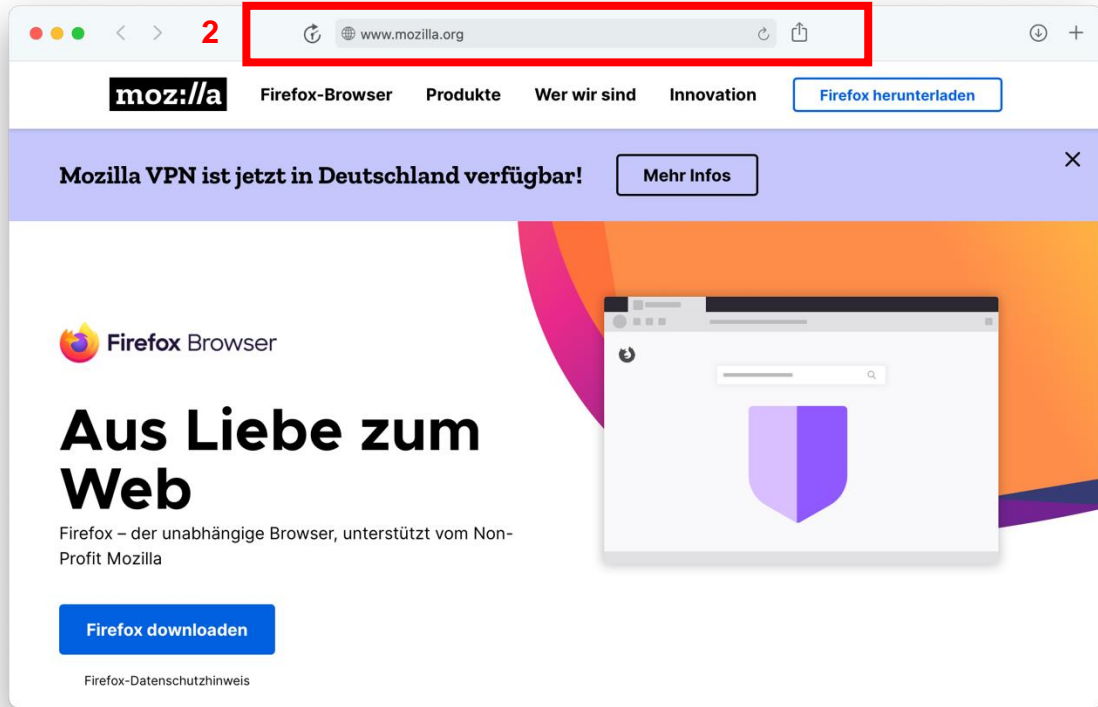 2
www.mozilla.org
moz://a
Firefox-Browser Produkte Wer wir sind Innovation Firefox herunterladen
Mozilla VPN ist jetzt in Deutschland verfügbar! Mehr Infos
Firefox Browser
Aus Liebe zum
Web
Firefox – der unabhängige Browser, unterstützt vom Non-
Profit Mozilla
Firefox downloaden
Firefox-Datenschutzhinweis